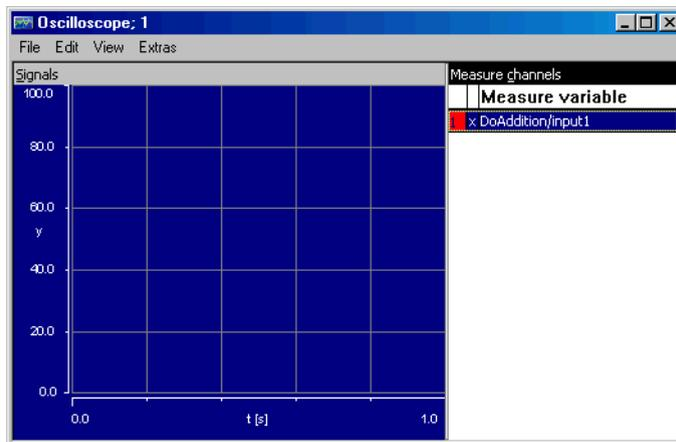 Oscilloscope; 1
File Edit View Extras
Signals
100.0
80.0
60.0
y
40.0
20.0
0.0
0.0 t [s] 1.0
Measure channels
Measure variable
1 x DoAddition/input1